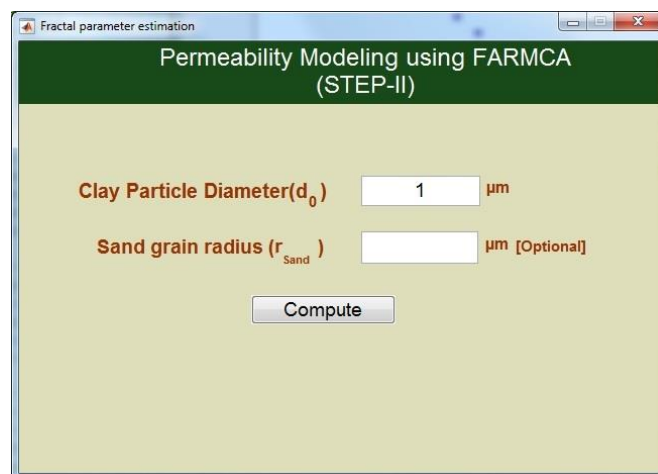 Fractal parameter estimation
Permeability Modeling using FARMCA
(STEP-II)
Clay Particle Diameter(d0) 1 µm
Sand grain radius (rSand ) µm [Optional]
Compute